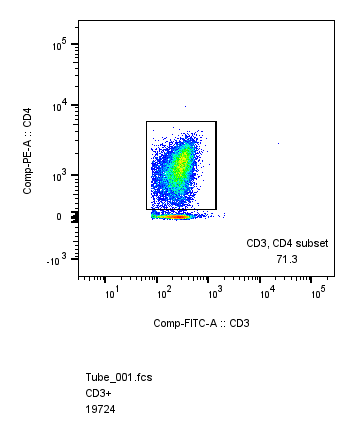 10^5
10^4
10^3
0
-10^3
Comp-PE-A :: CD4
CD3, CD4 subset
71.3
10^1 10^2 10^3 10^4 10^5
Comp-FITC-A :: CD3
Tube_001.fcs
CD3+
19724